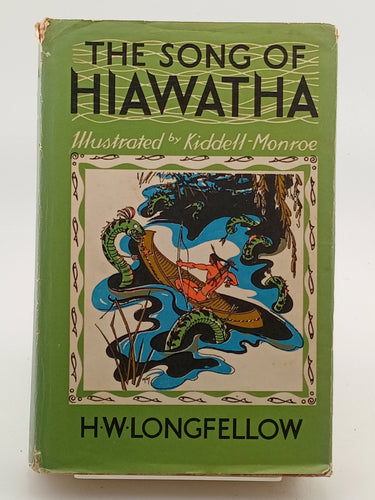 THE SONG OF
HIAWATHA
Illustrated by Kiddell-Monroe
H·W·LONGFELLOW